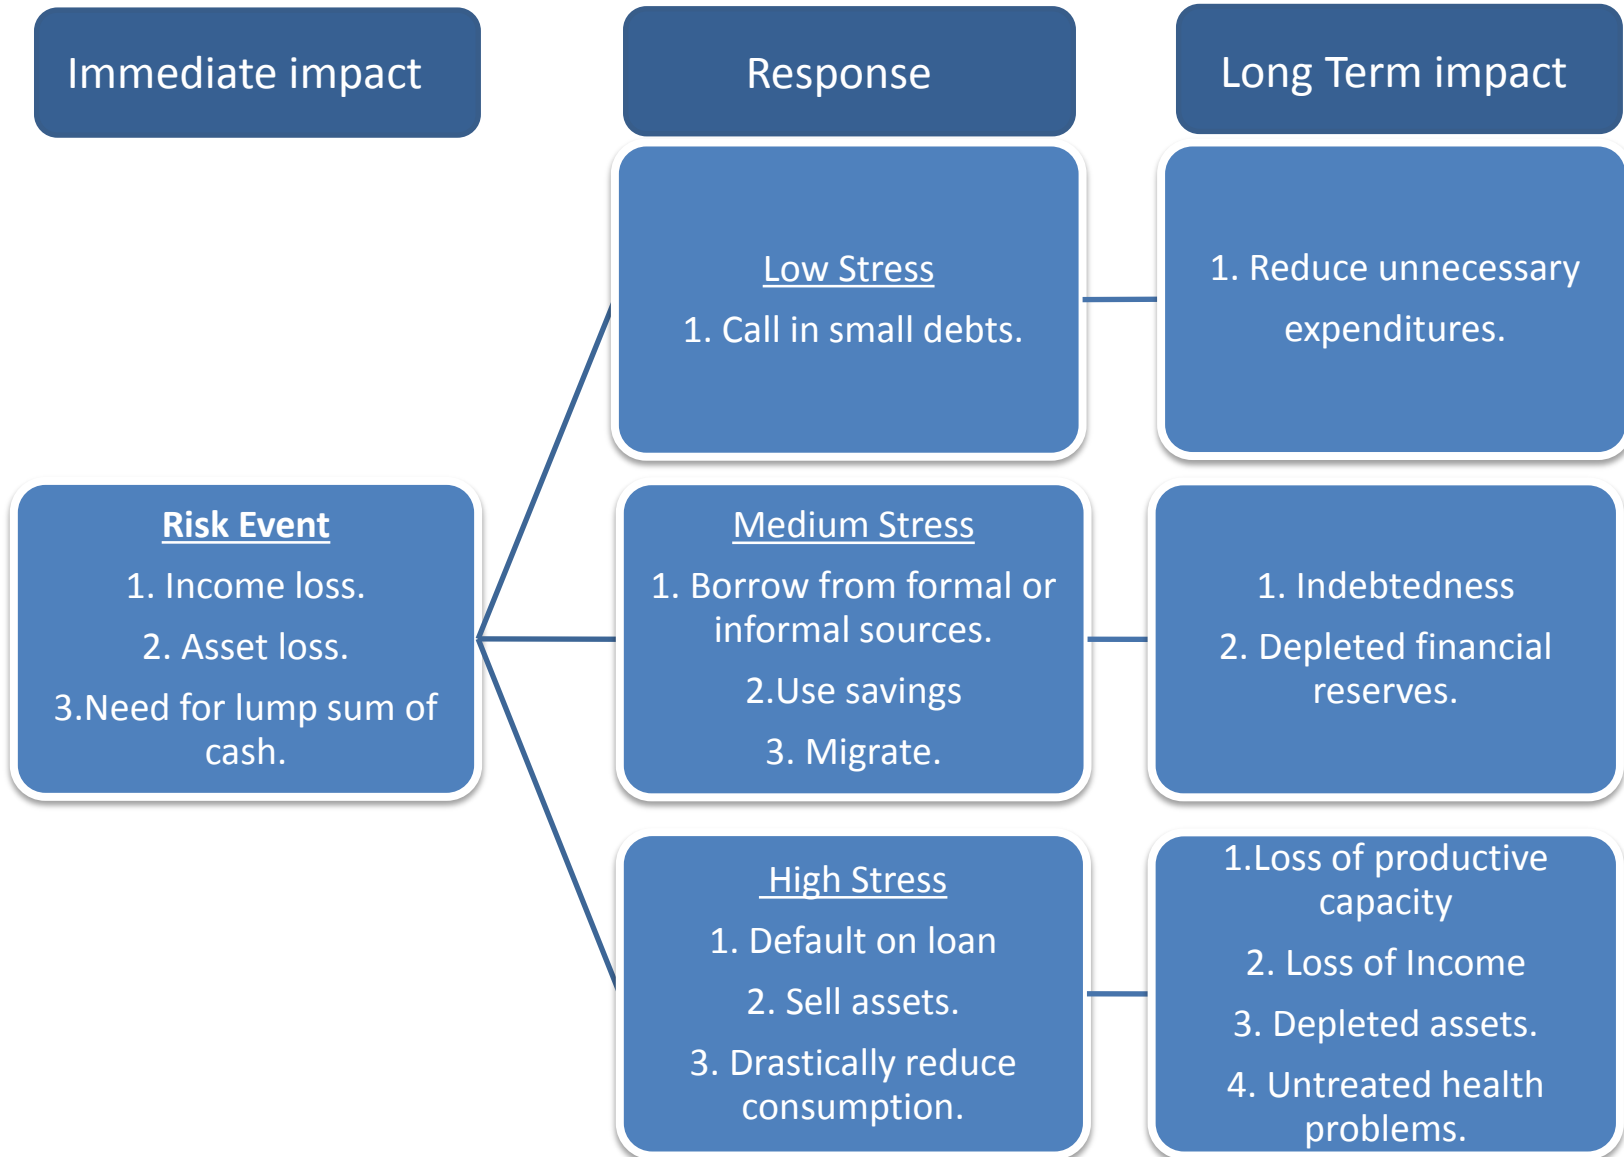 Immediate impact
Response
Long Term impact
Risk Event
1. Income loss.
2. Asset loss.
3.Need for lump sum of
cash.
Low Stress
1. Call in small debts.
1. Reduce unnecessary
expenditures.
Medium Stress
1. Borrow from formal or
informal sources.
2.Use savings
3. Migrate.
1. Indebtedness
2. Depleted financial
reserves.
High Stress
1. Default on loan
2. Sell assets.
3. Drastically reduce
consumption.
1.Loss of productive
capacity
2. Loss of Income
3. Depleted assets.
4. Untreated health
problems.